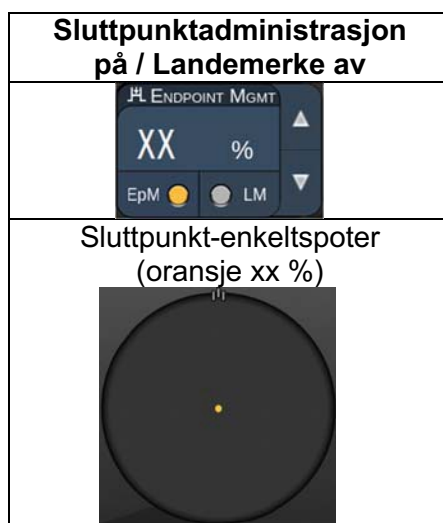 Sluttpunktadministrasjon
på / Landemerke av
ENDPOINT MGMT
XX %
EpM LM
Sluttpunkt-enkeltspoter
(oransje xx %)